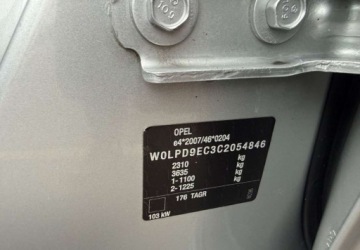 OPEL
e4*2007/46*0204
W0LPD9EC3C2054846
2310 kg
3635 kg
1-1100 kg
2-1225 kg
176 TAGR
103 kW